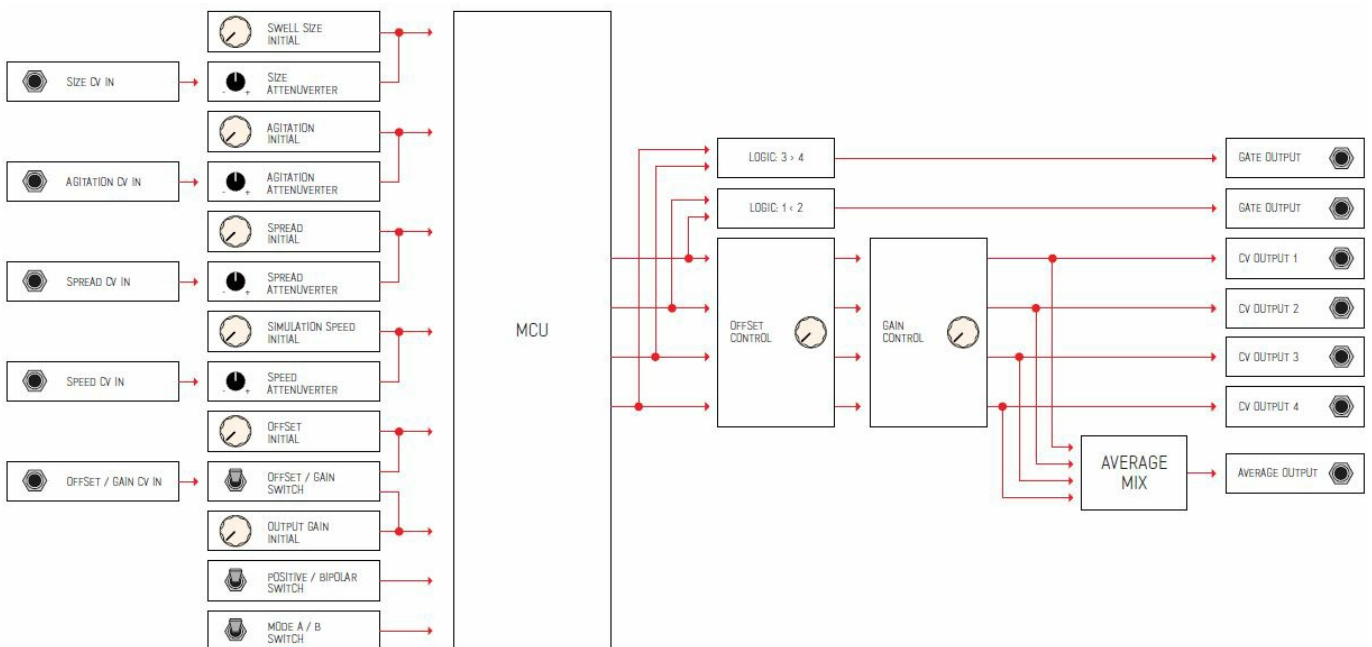 SWELL SIZE
INITIAL
SIZE CV IN
SIZE
ATTENUVERTER
- +
AGITATION
INITIAL
AGITATION CV IN
AGITATION
ATTENUVERTER
- +
SPREAD
INITIAL
SPREAD CV IN
SPREAD
ATTENUVERTER
- +
SIMULATION SPEED
INITIAL
SPEED CV IN
SPEED
ATTENUVERTER
- +
OFFSET
INITIAL
OFFSET / GAIN CV IN
OFFSET / GAIN
SWITCH
OUTPUT GAIN
INITIAL
POSITIVE / BIPOLAR
SWITCH
MODE A / B
SWITCH
MCU
LOGIC: 3 > 4
LOGIC: 1 < 2
OFFSET
CONTROL
GAIN
CONTROL
AVERAGE
MIX
GATE OUTPUT
GATE OUTPUT
CV OUTPUT 1
CV OUTPUT 2
CV OUTPUT 3
CV OUTPUT 4
AVERAGE OUTPUT